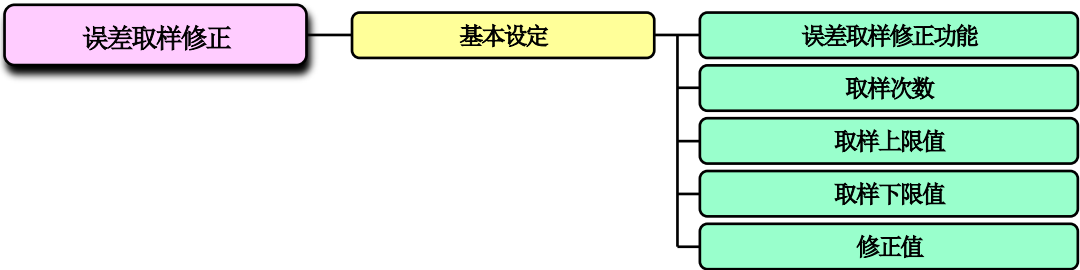 误差取样修正
基本设定
误差取样修正功能
取样次数
取样上限值
取样下限值
修正值